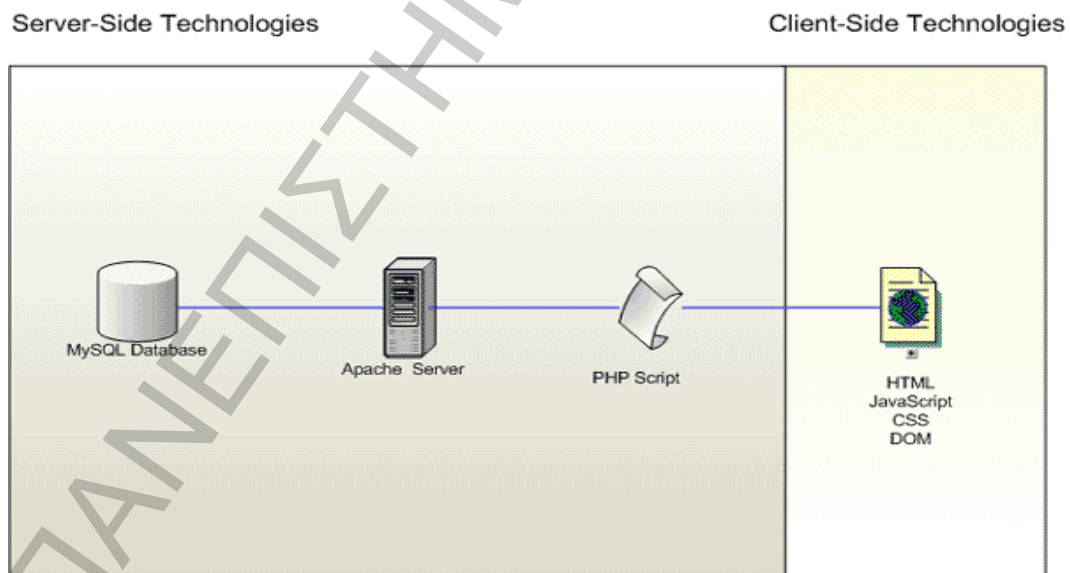 Server-Side Technologies
Client-Side Technologies
MySQL Database
Apache Server
PHP Script
HTML
JavaScript
CSS
DOM